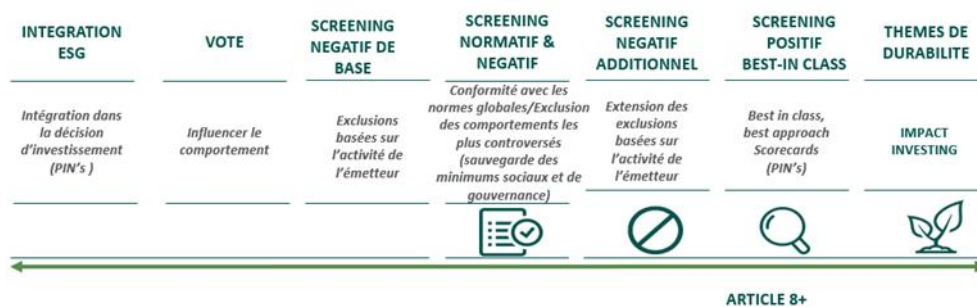 INTEGRATION
ESG
VOTE
SCREENING
NEGATIF DE
BASE
SCREENING
NORMATIF &
NEGATIF
SCREENING
NEGATIF
ADDITIONNEL
SCREENING
POSITIF
BEST-IN CLASS
THEMES DE
DURABILITE
Intégration dans
la décision
d'investissement
(PIN's )
Influencer le
comportement
Exclusions
basées sur
l'activité de
l'émetteur
Conformité avec les
normes globales/Exclusion
des comportements les
plus controversés
(sauvegarde des
minimums sociaux et de
gouvernance)
Extension des
exclusions
basées sur
l'activité de
l'émetteur
Best in class,
best approach
Scorecards
(PIN's)
IMPACT
INVESTING
ARTICLE 8+